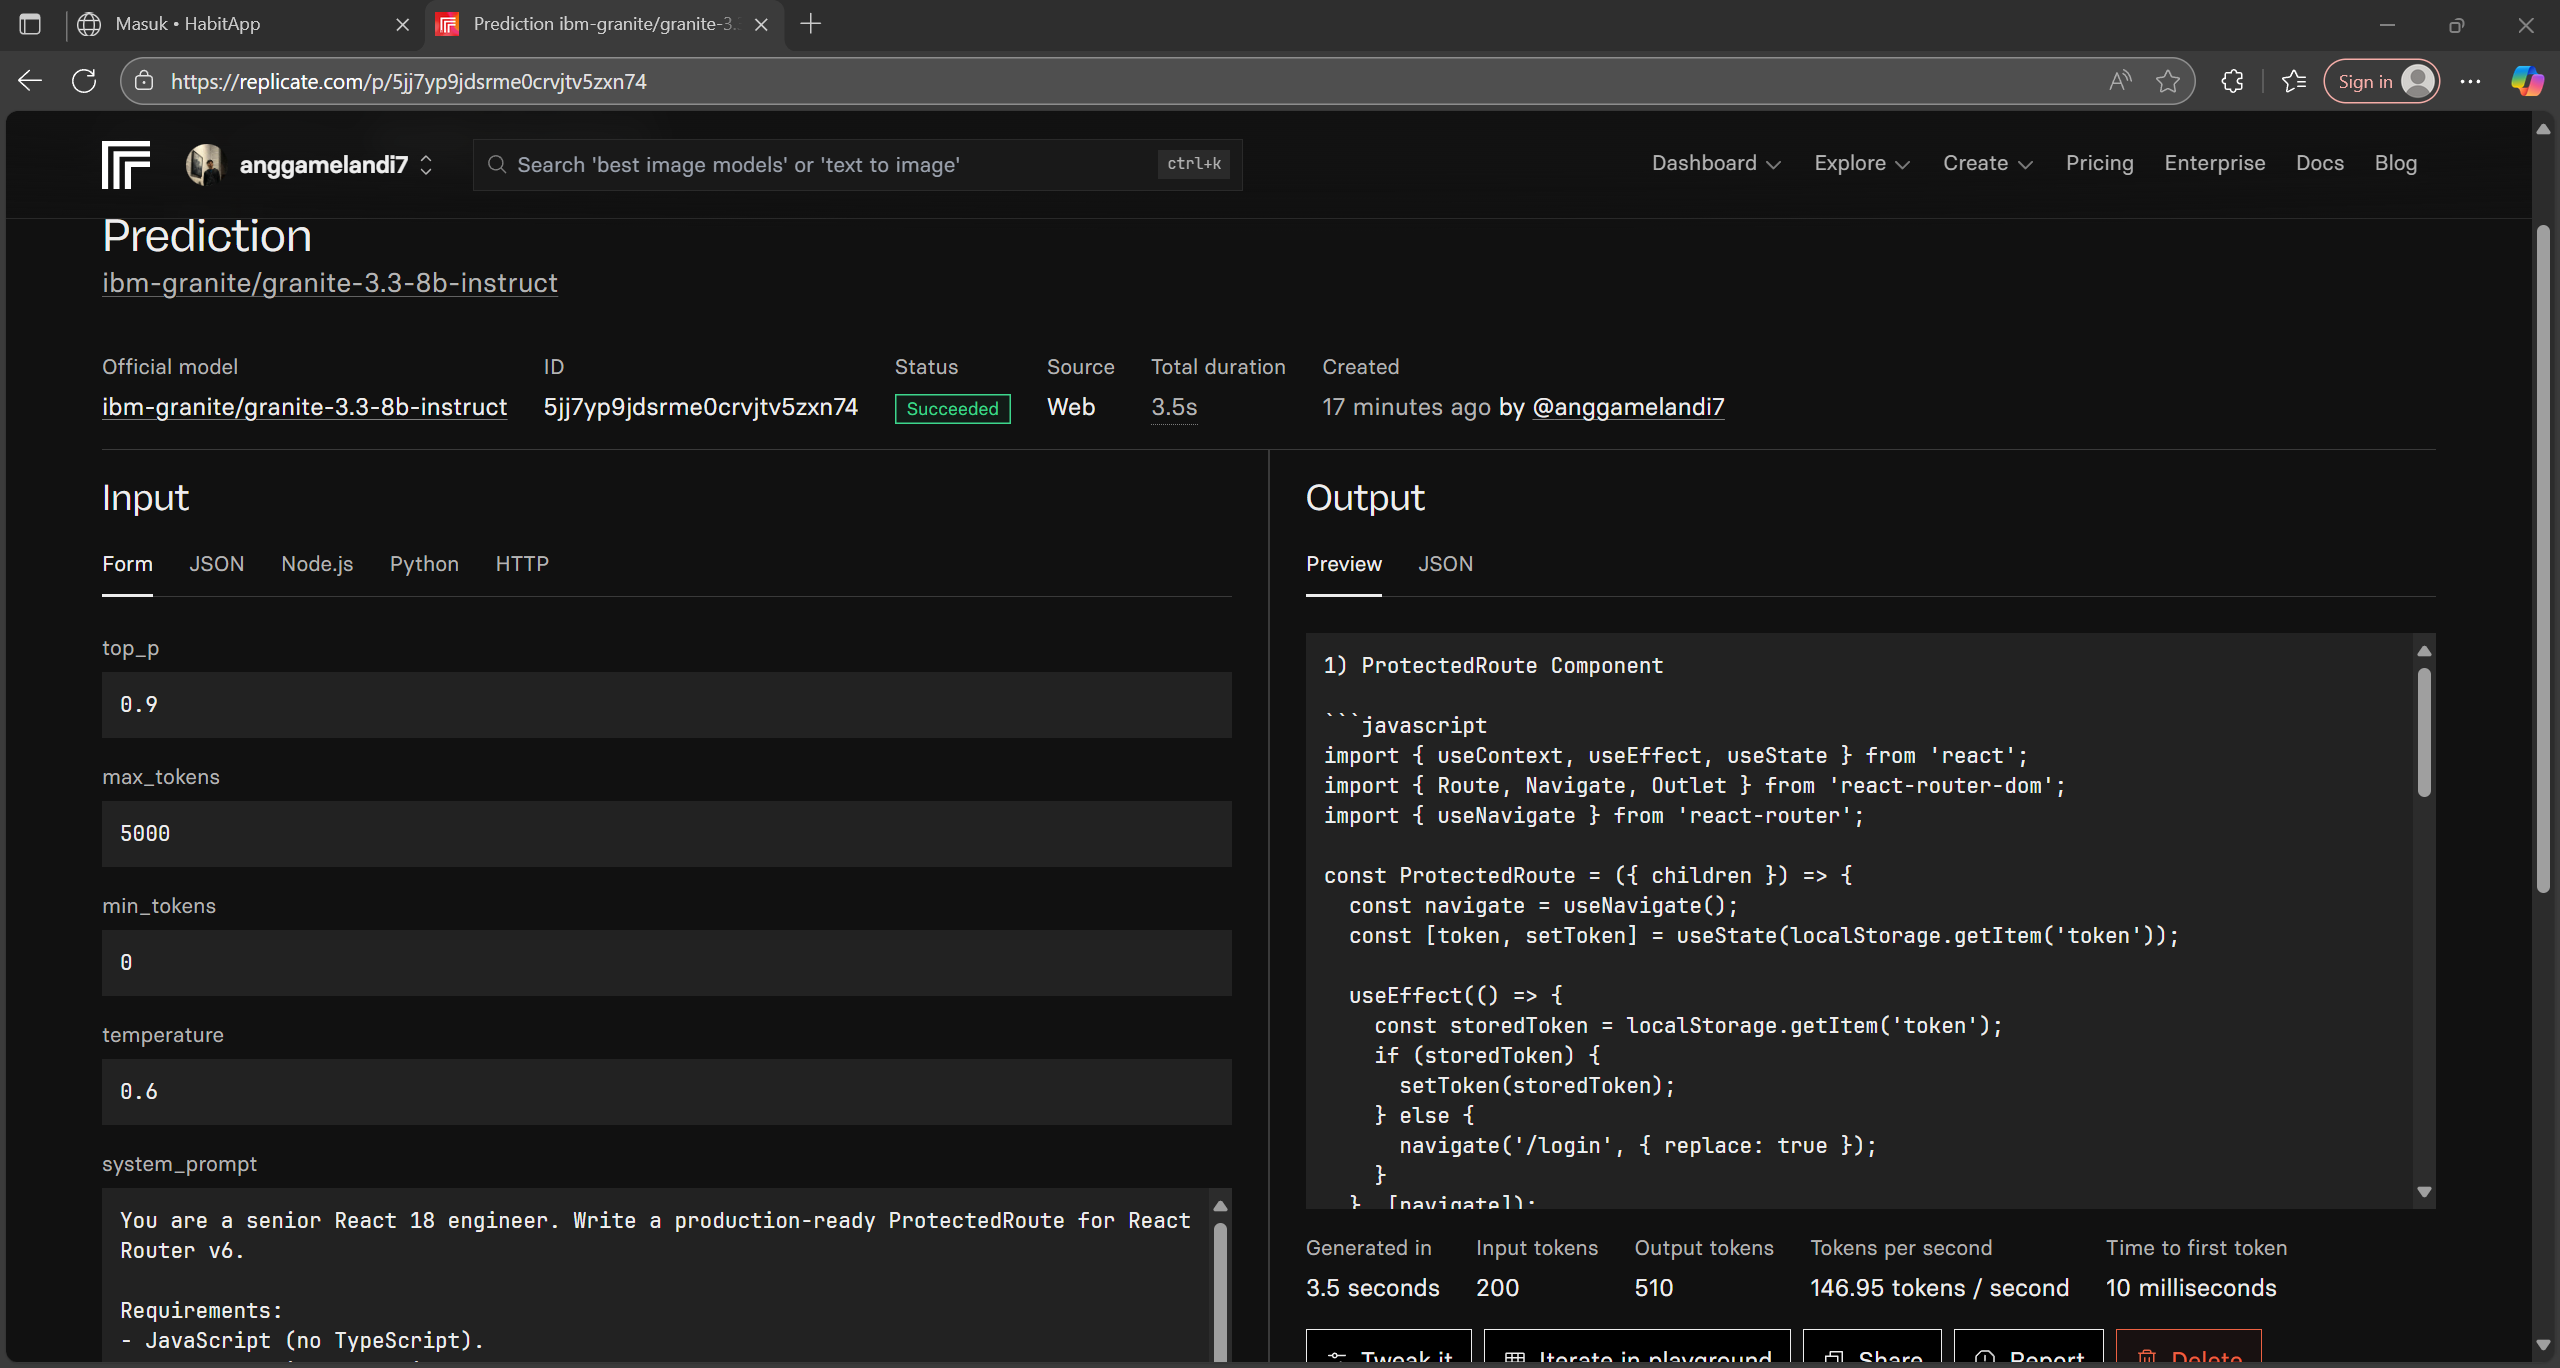 Masuk • HabitApp
Prediction ibm-granite/granite-3.
https://replicate.com/p/5jj7yp9jdsrme0crvjtv5zxn74
Sign in
anggamelandi7
Search 'best image models' or 'text to image'
ctrl+k
Dashboard
Explore
Create
Pricing
Enterprise
Docs
Blog
Prediction
ibm-granite/granite-3.3-8b-instruct
Official model
ibm-granite/granite-3.3-8b-instruct
ID
5jj7yp9jdsrme0crvjtv5zxn74
Status
Succeeded
Source
Web
Total duration
3.5s
Created
17 minutes ago by @anggamelandi7
Input
Form JSON Node.js Python HTTP
top_p
0.9
max_tokens
5000
min_tokens
0
temperature
0.6
system_prompt
You are a senior React 18 engineer. Write a production-ready ProtectedRoute for React
Router v6.
Requirements:
- JavaScript (no TypeScript).
Output
Preview JSON
1) ProtectedRoute Component
```javascript
import { useContext, useEffect, useState } from 'react';
import { Route, Navigate, Outlet } from 'react-router-dom';
import { useNavigate } from 'react-router';
const ProtectedRoute = ({ children }) => {
const navigate = useNavigate();
const [token, setToken] = useState(localStorage.getItem('token'));
useEffect(() => {
const storedToken = localStorage.getItem('token');
if (storedToken) {
setToken(storedToken);
} else {
navigate('/login', { replace: true });
}
}, [navigate]);
Generated in
3.5 seconds
Input tokens
200
Output tokens
510
Tokens per second
146.95 tokens / second
Time to first token
10 milliseconds
Tweak it
Iterate in playground
Share
Report
Delete